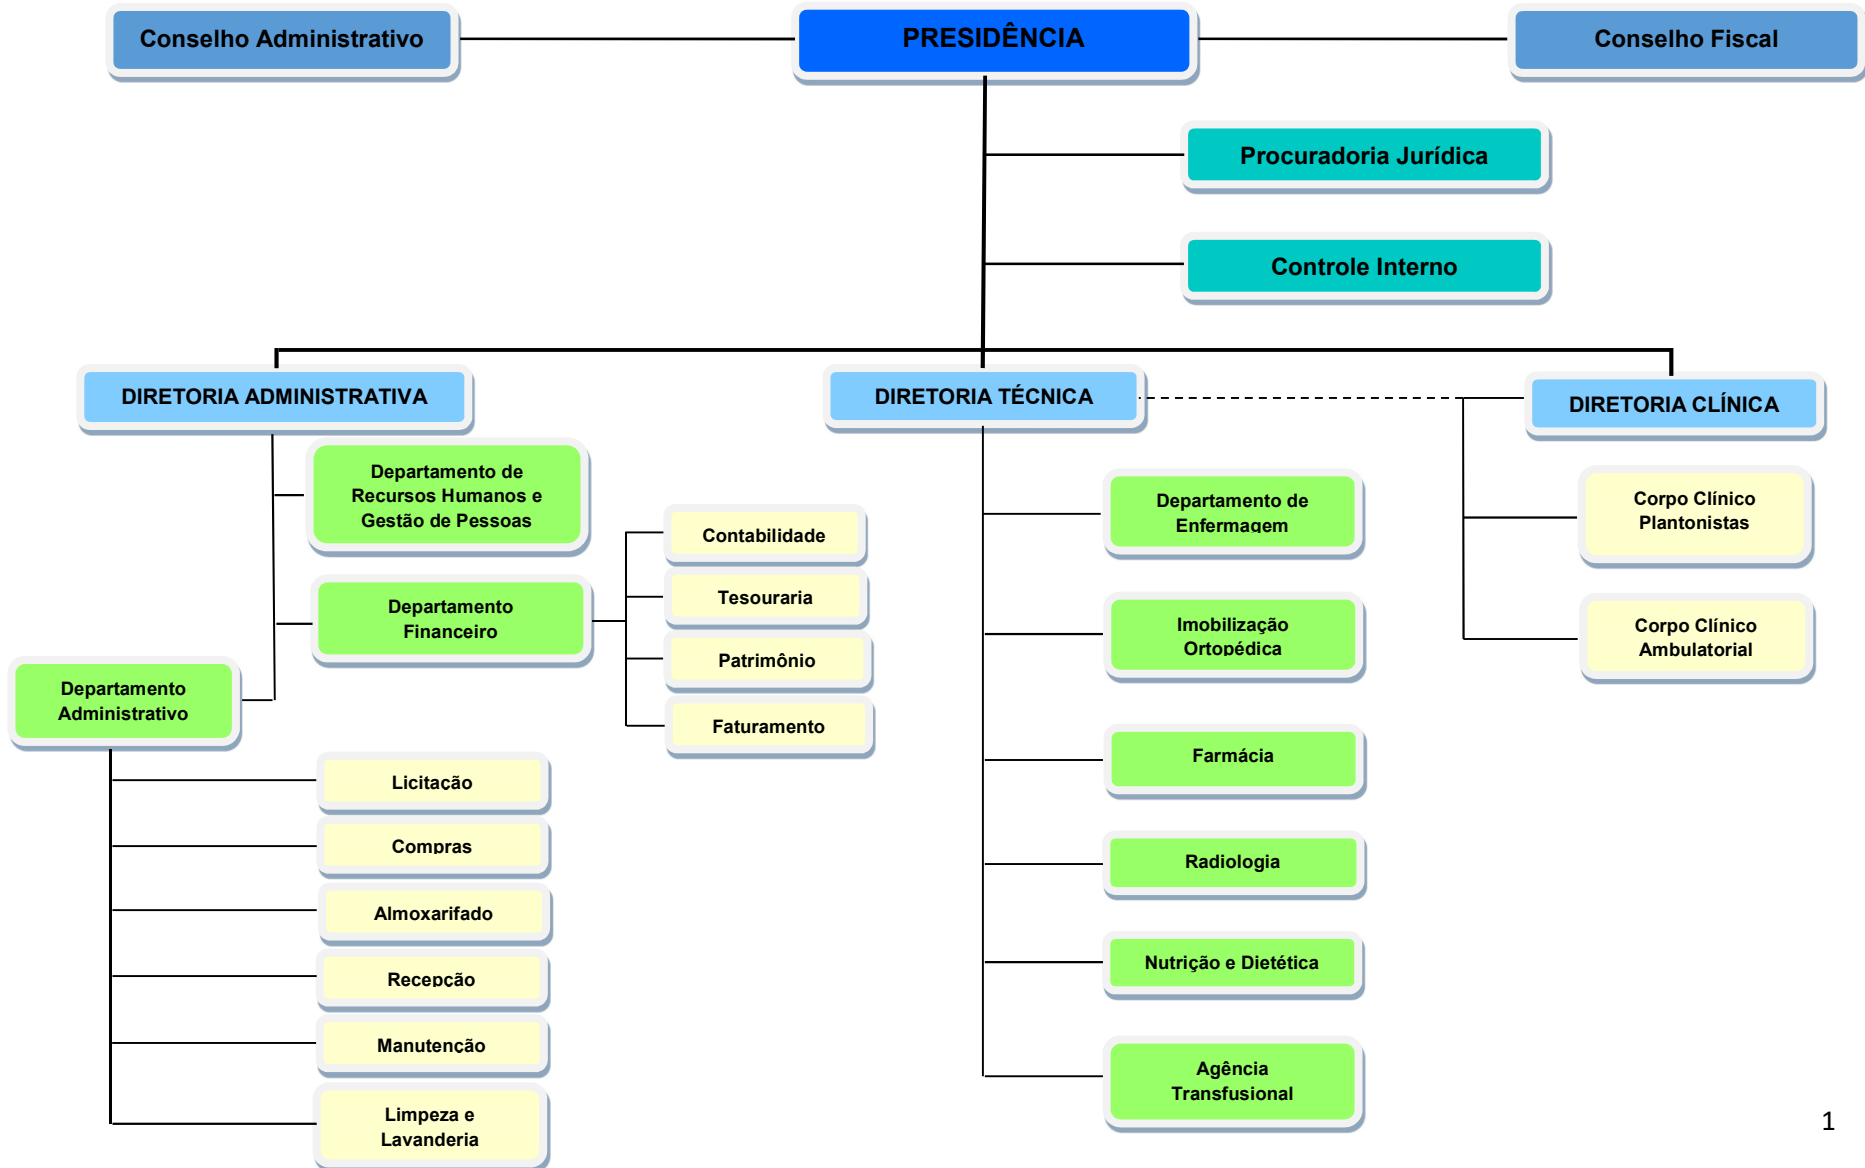 Conselho Administrativo
PRESIDÊNCIA
Conselho Fiscal
Procuradoria Jurídica
Controle Interno
DIRETORIA ADMINISTRATIVA
DIRETORIA TÉCNICA
DIRETORIA CLÍNICA
Departamento de
Recursos Humanos e
Gestão de Pessoas
Departamento
Financeiro
Contabilidade
Tesouraria
Patrimônio
Faturamento
Departamento
Administrativo
Licitação
Compras
Almoxarifado
Recepção
Manutenção
Limpeza e
Lavanderia
Departamento de
Enfermagem
Imobilização
Ortopédica
Farmácia
Radiologia
Nutrição e Dietética
Agência
Transfusional
Corpo Clínico
Plantonistas
Corpo Clínico
Ambulatorial
1